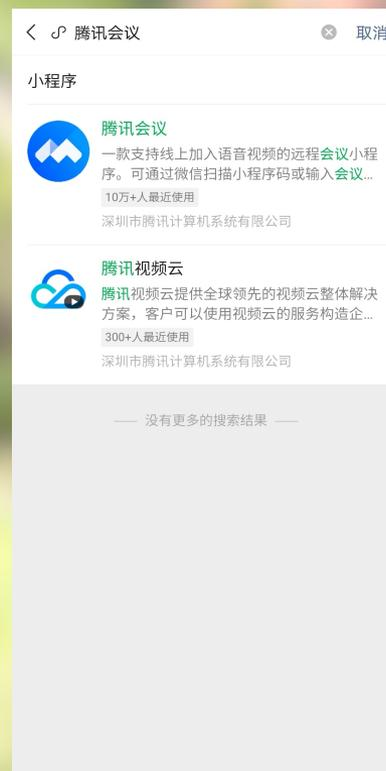 腾讯会议
取消
小程序
腾讯会议
一款支持线上加入语音视频的远程会议小程
序。可通过微信扫描小程序码或输入会议...
10万+人最近使用
深圳市腾讯计算机系统有限公司
腾讯视频云
腾讯视频云提供全球领先的视频云整体解决
方案，客户可以使用视频云的服务构造企...
300+人最近使用
深圳市腾讯计算机系统有限公司
没有更多的搜索结果